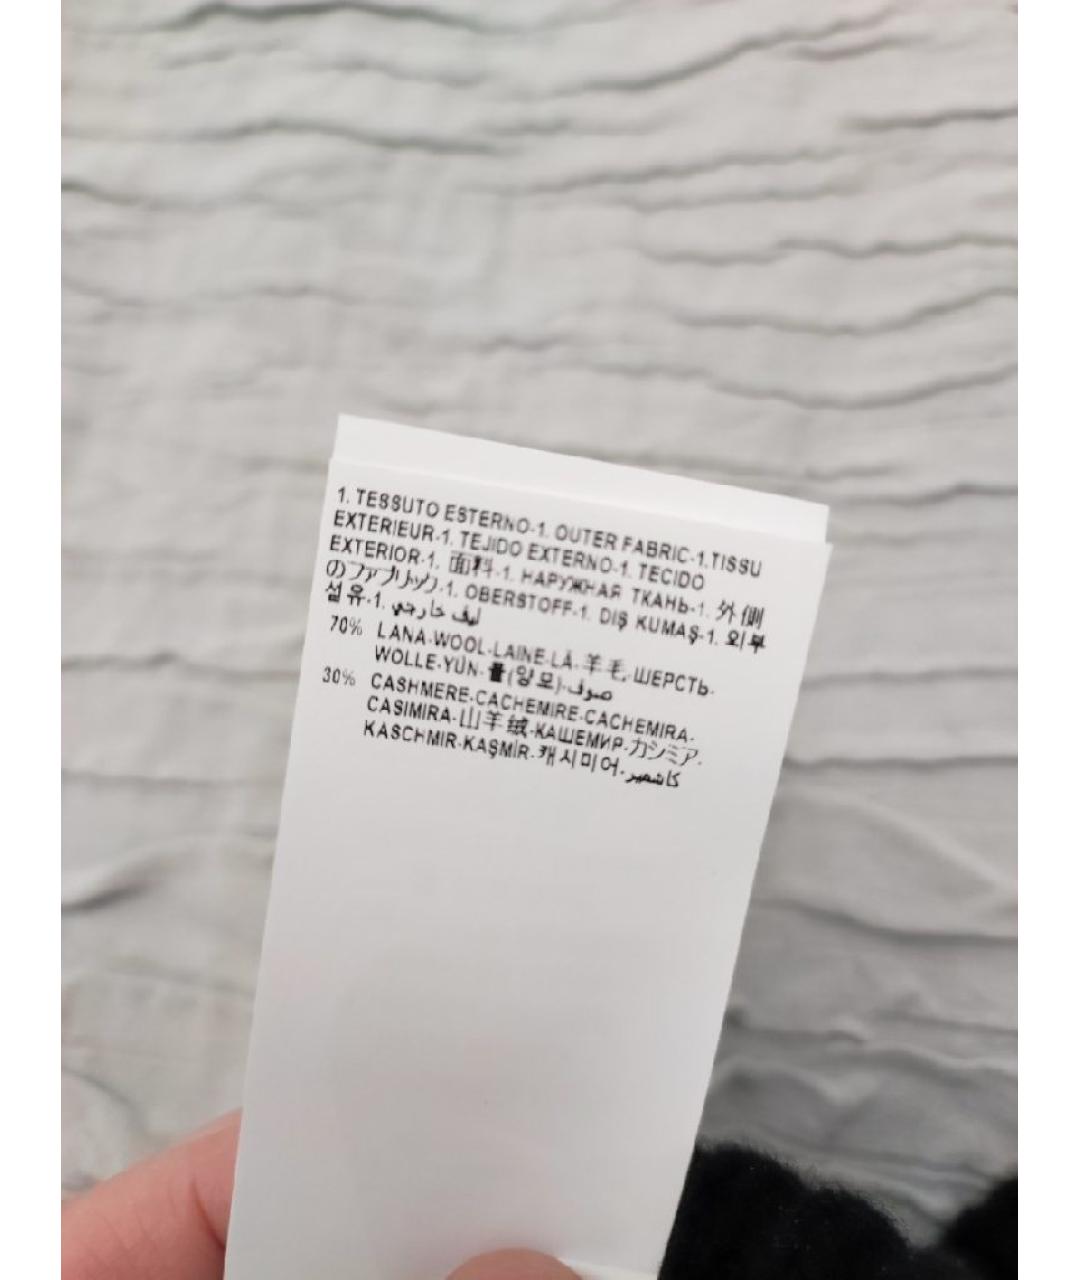 1. TESSUTO ESTERNO-1. OUTER FABRIC-1.TISSU
EXTERIEUR-1. TEJIDO EXTERNO-1. TECIDO
EXTERIOR-1. 面料-1. НАРУЖНАЯ ТКАНЬ-1. 外側
のファブリック-1. OBERSTOFF-1. DIŞ KUMAŞ-1. 외부
섬유-1. ليف خارجي
70% LANA-WOOL-LAINE-LÃ-羊毛-ШЕРСТЬ-
WOLLE-YÜN-울(양모)-صوف
30% CASHMERE-CACHEMIRE-CACHEMIRA-
CASIMIRA-山羊绒-КАШЕМИР-カシミア-
KASCHMIR-KAŞMİR-캐시미어-كاشمير